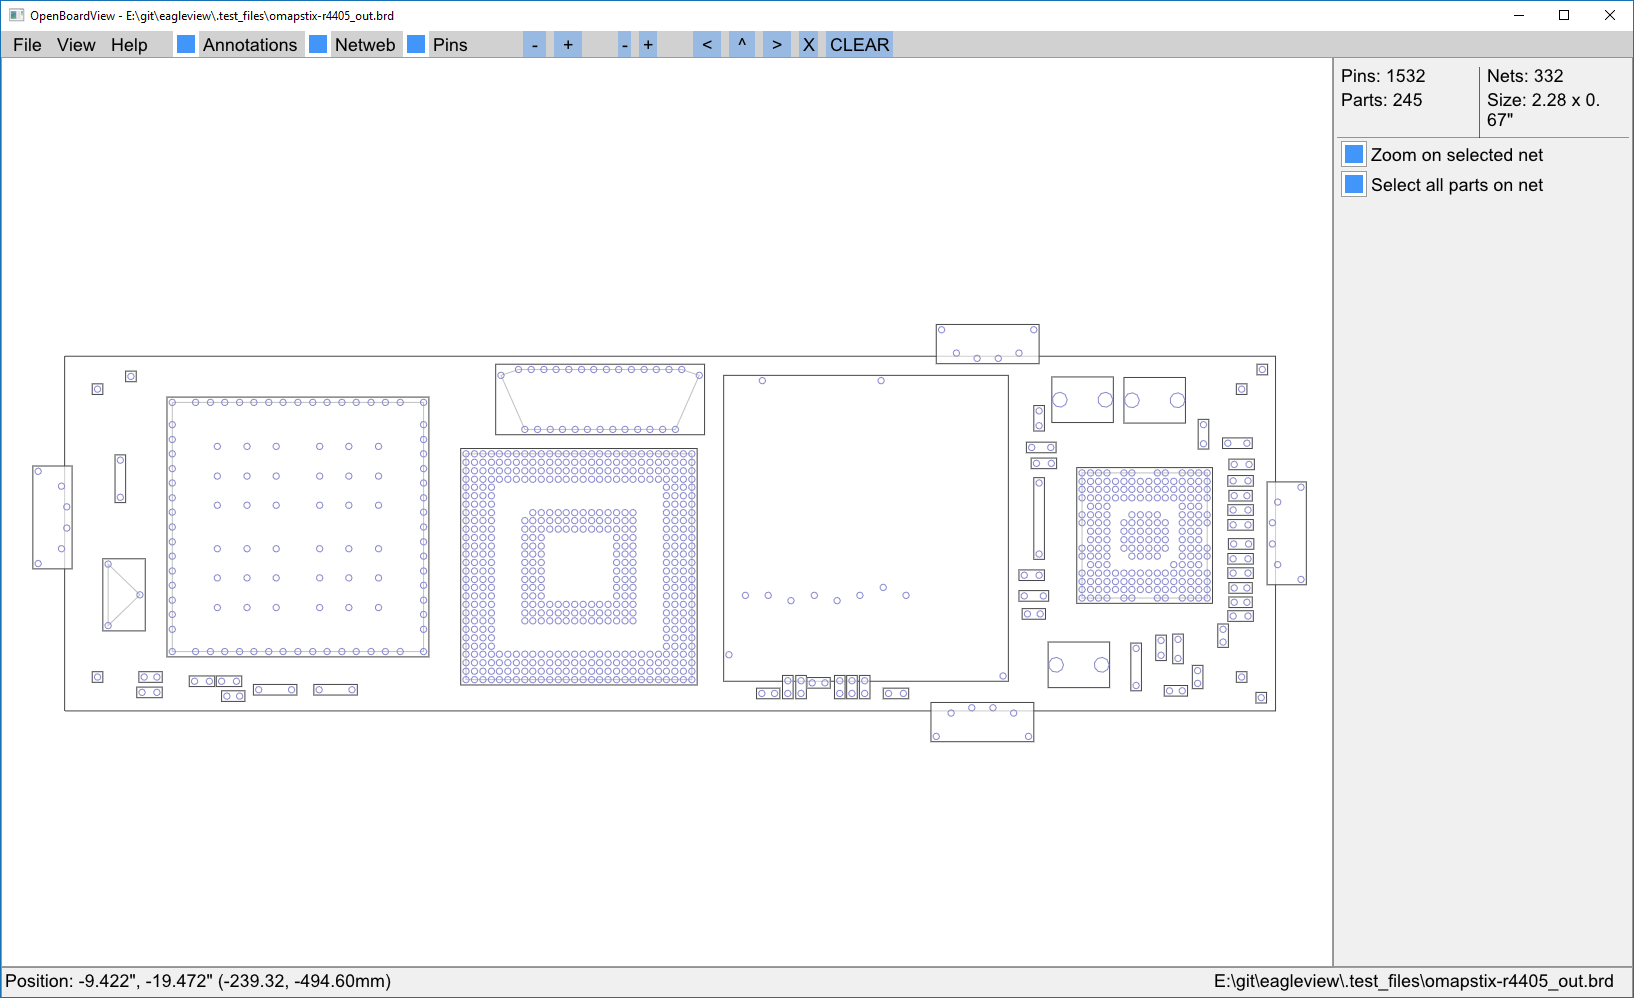 OpenBoardView - E:\git\eagleview\.test_files\omapstix-r4405_out.brd
File View Help Annotations Netweb Pins - + - + < ^ > X CLEAR
Pins: 1532 Nets: 332
Parts: 245 Size: 2.28 x 0.
67"
Zoom on selected net
Select all parts on net
Position: -9.422", -19.472" (-239.32, -494.60mm) E:\git\eagleview\.test_files\omapstix-r4405_out.brd